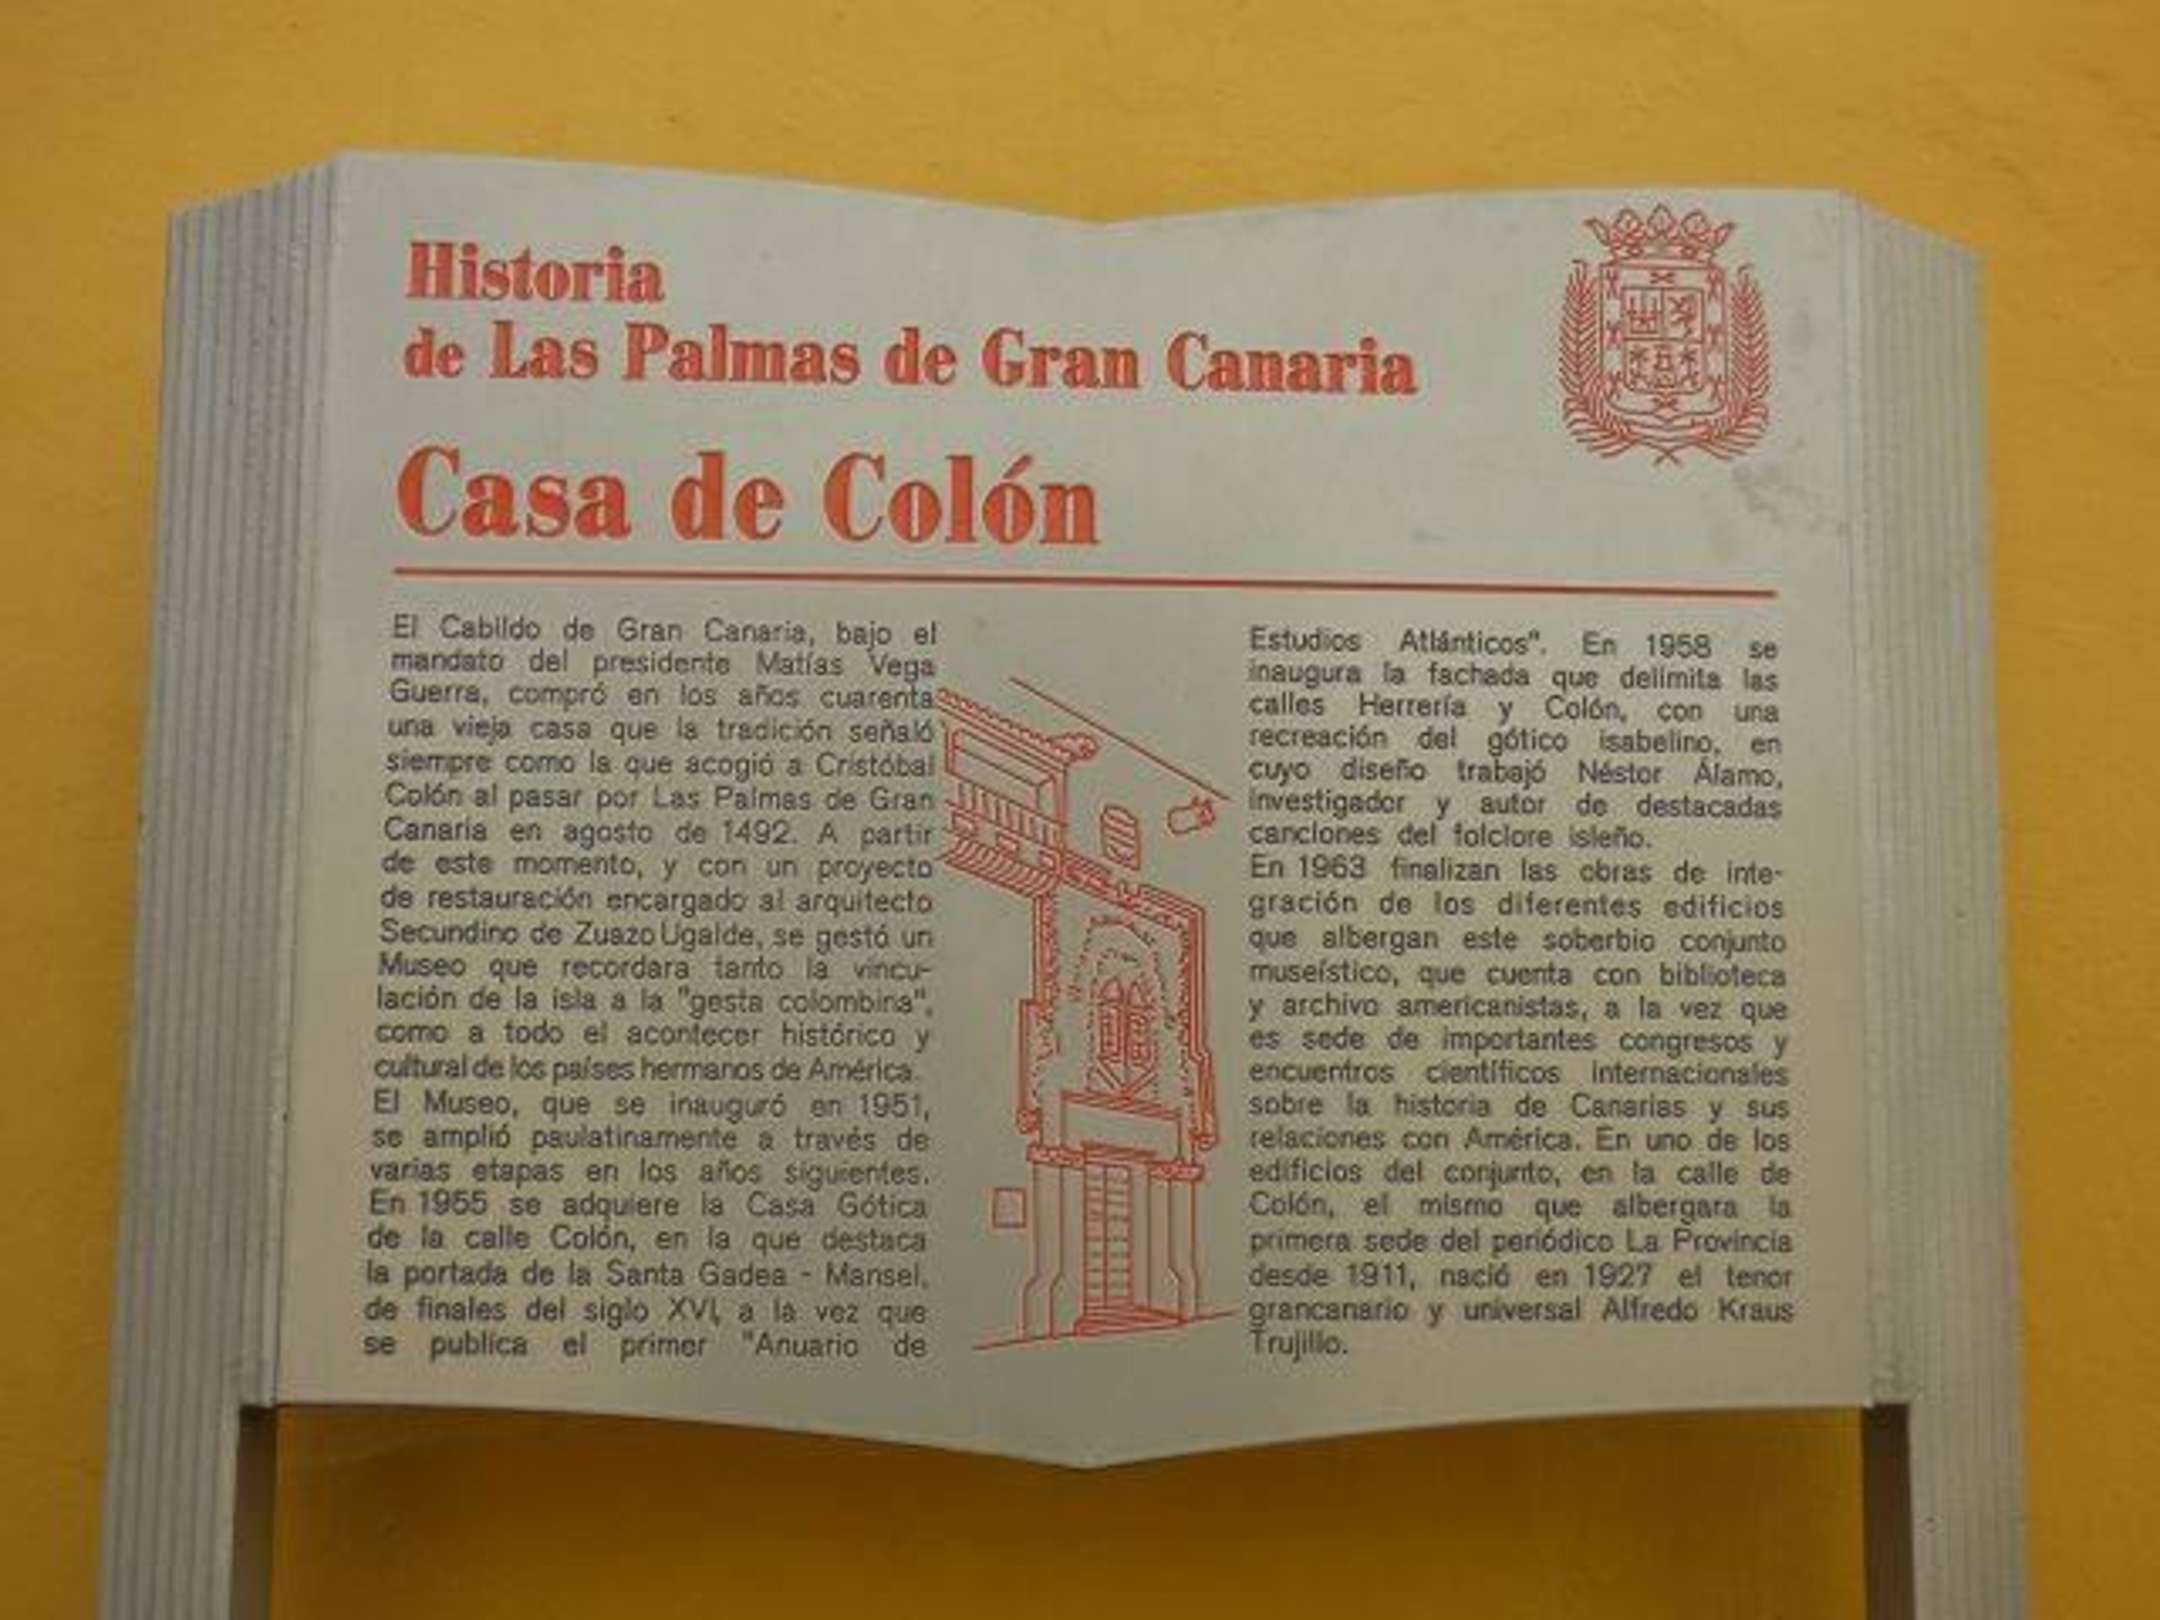 Historia
de Las Palmas de Gran Canaria
Casa de Colón
El Cabildo de Gran Canaria, bajo el
mandato del presidente Matías Vega
Guerra, compró en los años cuarenta
una vieja casa que la tradición señaló
siempre como la que acogió a Cristóbal
Colón al pasar por Las Palmas de Gran
Canaria en agosto de 1492. A partir
de este momento, y con un proyecto
de restauración encargado al arquitecto
Secundino de Zuazo Ugalde, se gestó un
Museo que recordara tanto la vincu-
lación de la isla a la "gesta colombina",
como a todo el acontecer histórico y
cultural de los países hermanos de América.
El Museo, que se inauguró en 1951,
se amplió paulatinamente a través de
varias etapas en los años siguientes.
En 1955 se adquiere la Casa Gótica
de la calle Colón, en la que destaca
la portada de la Santa Gadea - Mansel,
de finales del siglo XVI, a la vez que
se publica el primer "Anuario de
Estudios Atlánticos". En 1958 se
inaugura la fachada que delimita las
calles Herrería y Colón, con una
recreación del gótico isabelino, en
cuyo diseño trabajó Néstor Álamo,
investigador y autor de destacadas
canciones del folclore isleño.
En 1963 finalizan las obras de inte-
gración de los diferentes edificios
que albergan este soberbio conjunto
museístico, que cuenta con biblioteca
y archivo americanistas, a la vez que
es sede de importantes congresos y
encuentros científicos internacionales
sobre la historia de Canarias y sus
relaciones con América. En uno de los
edificios del conjunto, en la calle de
Colón, el mismo que albergara la
primera sede del periódico La Provincia
desde 1911, nació en 1927 el tenor
grancanario y universal Alfredo Kraus
Trujillo.